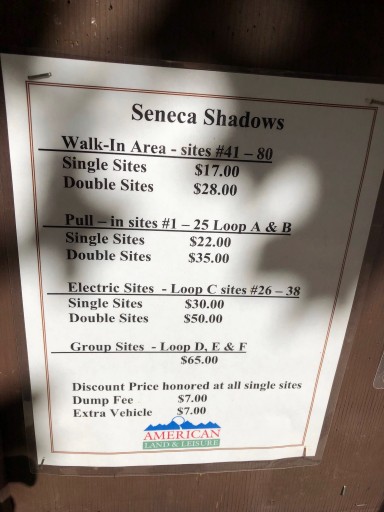 Seneca Shadows
Walk-In Area - sites #41 – 80
Single Sites $17.00
Double Sites $28.00
Pull – in sites #1 – 25 Loop A & B
Single Sites $22.00
Double Sites $35.00
Electric Sites - Loop C sites #26 – 38
Single Sites $30.00
Double Sites $50.00
Group Sites - Loop D, E & F
$65.00
Discount Price honored at all single sites
Dump Fee $7.00
Extra Vehicle $7.00
AMERICAN
LAND & LEISURE